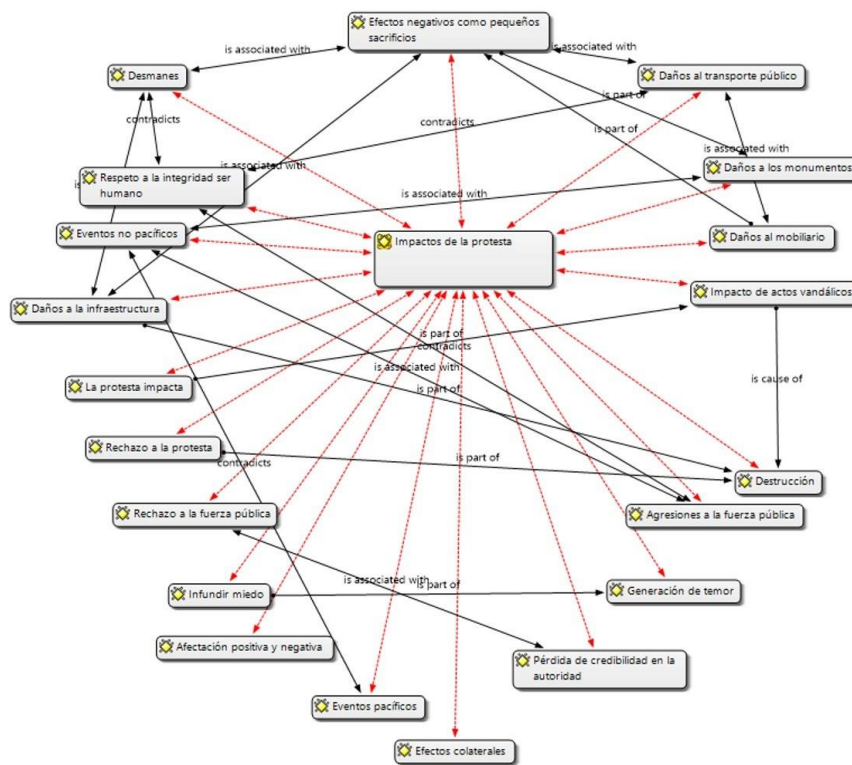 Efectos negativos como pequeños
sacrificios
is associated with
is associated with
Desmanes
Daños al transporte público
is part of
contradicts
contradicts
is part of
is associated with
is associated with
Daños a los monumentos
Respeto a la integridad ser
humano
is associated with
Eventos no pacíficos
Impactos de la protesta
Daños al mobiliario
Impacto de actos vandálicos
Daños a la infraestructura
is part of
contradicts
is associated with
is cause of
La protesta impacta
is part of
Rechazo a la protesta
contradicts
is part of
Destrucción
Rechazo a la fuerza pública
Agresiones a la fuerza pública
is associated with
is part of
Infundir miedo
Generación de temor
Afectación positiva y negativa
Pérdida de credibilidad en la
autoridad
Eventos pacíficos
Efectos colaterales